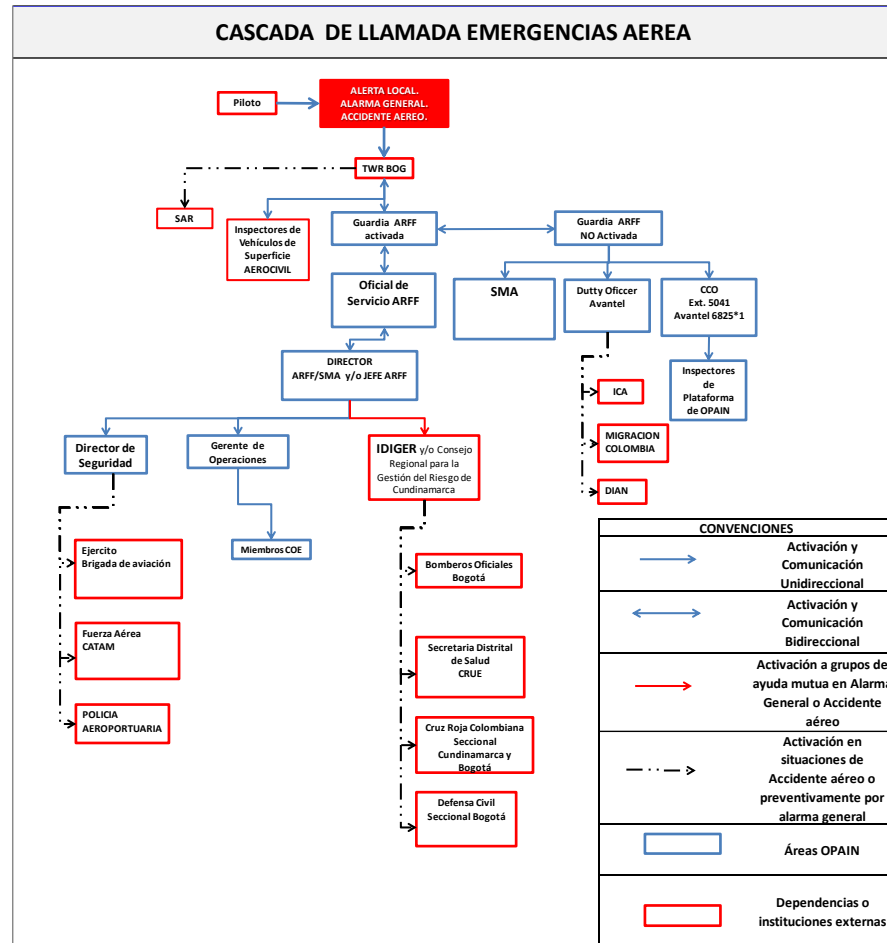 CASCADA DE LLAMADA EMERGENCIAS AEREA
Piloto
ALERTA LOCAL.
ALARMA GENERAL.
ACCIDENTE AEREO.
TWR BOG
SAR
Inspectores de
Vehículos de
Superficie
AEROCIVIL
Guardia ARFF
activada
Guardia ARFF
NO Activada
Oficial de
Servicio ARFF
SMA
Dutty Oficcer
Avantel
CCO
Ext. 5041
Avantel 6825*1
DIRECTOR
ARFF/SMA y/o JEFE ARFF
Inspectores
de
Plataforma
de OPAIN
ICA
MIGRACION
COLOMBIA
DIAN
Director de
Seguridad
Gerente de
Operaciones
IDIGER y/o Consejo
Regional para la
Gestión del Riesgo de
Cundinamarca
Miembros COE
Ejercito
Brigada de aviación
Fuerza Aérea
CATAM
POLICIA
AEROPORTUARIA
Bomberos Oficiales
Bogotá
Secretaria Distrital
de Salud
CRUE
Cruz Roja Colombiana
Seccional
Cundinamarca y
Bogotá
Defensa Civil
Seccional Bogotá
CONVENCIONES
Activación y
Comunicación
Unidireccional
Activación y
Comunicación
Bidireccional
Activación a grupos de
ayuda mutua en Alarma
General o Accidente
aéreo
Activación en
situaciones de
Accidente aéreo o
preventivamente por
alarma general
Áreas OPAIN
Dependencias o
instituciones externas